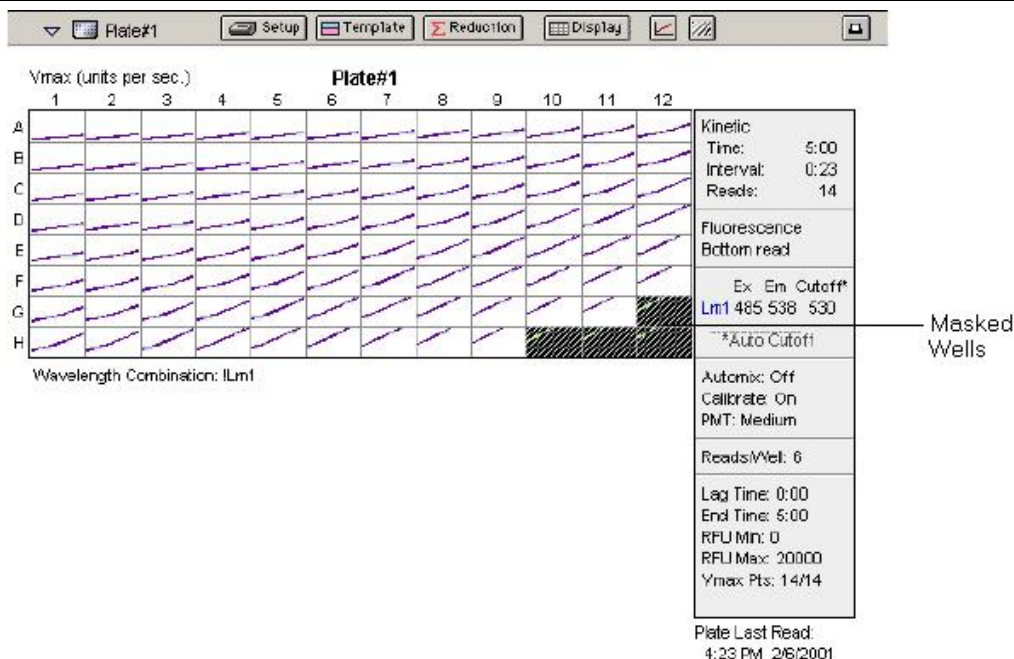 Plate#1 Setup Template Reduction Display
Vmax (units per sec.) Plate#1
1 2 3 4 5 6 7 8 9 10 11 12
A
B
C
D
E
F
G
H
Wavelength Combination: !Lm1
Kinetic
Time: 5:00
Interval: 0:23
Reads: 14
Fluorescence
Bottom read
Ex Em Cutoff*
Lm1 485 538 530
*Auto Cutoff
Automix: Off
Calibrate: On
PMT: Medium
Reads/Well: 6
Lag Time: 0:00
End Time: 5:00
RFU Min: 0
RFU Max: 20000
Vmax Pts: 14/14
Plate Last Read:
4:23 PM 2/6/2001
Masked
Wells